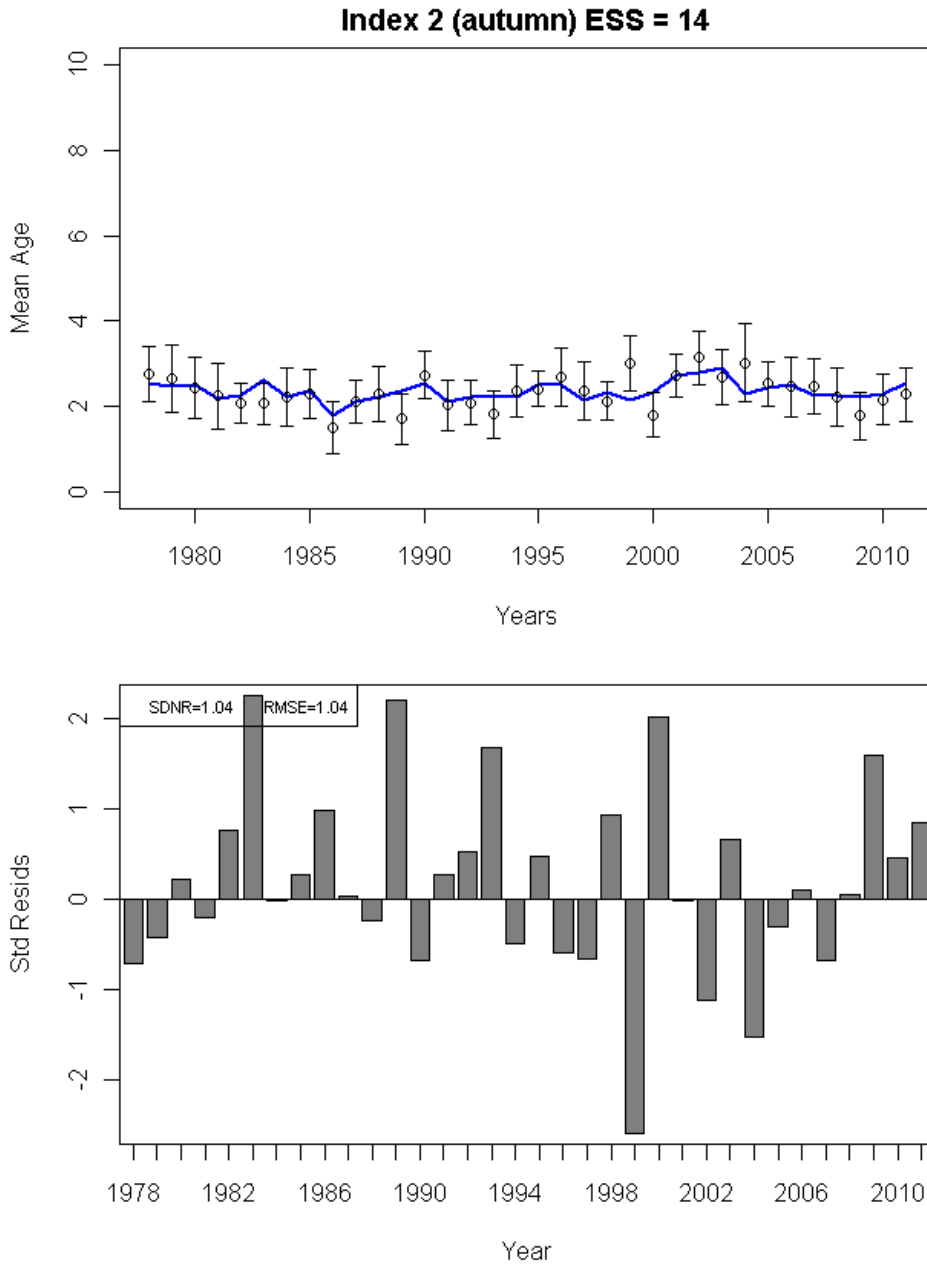 Index 2 (autumn) ESS = 14
10
8
6
4
2
0
Mean Age
1980 1985 1990 1995 2000 2005 2010
Years
SDNR=1.04 RMSE=1.04
2
1
0
-1
-2
Std Resids
1978 1982 1986 1990 1994 1998 2002 2006 2010
Year